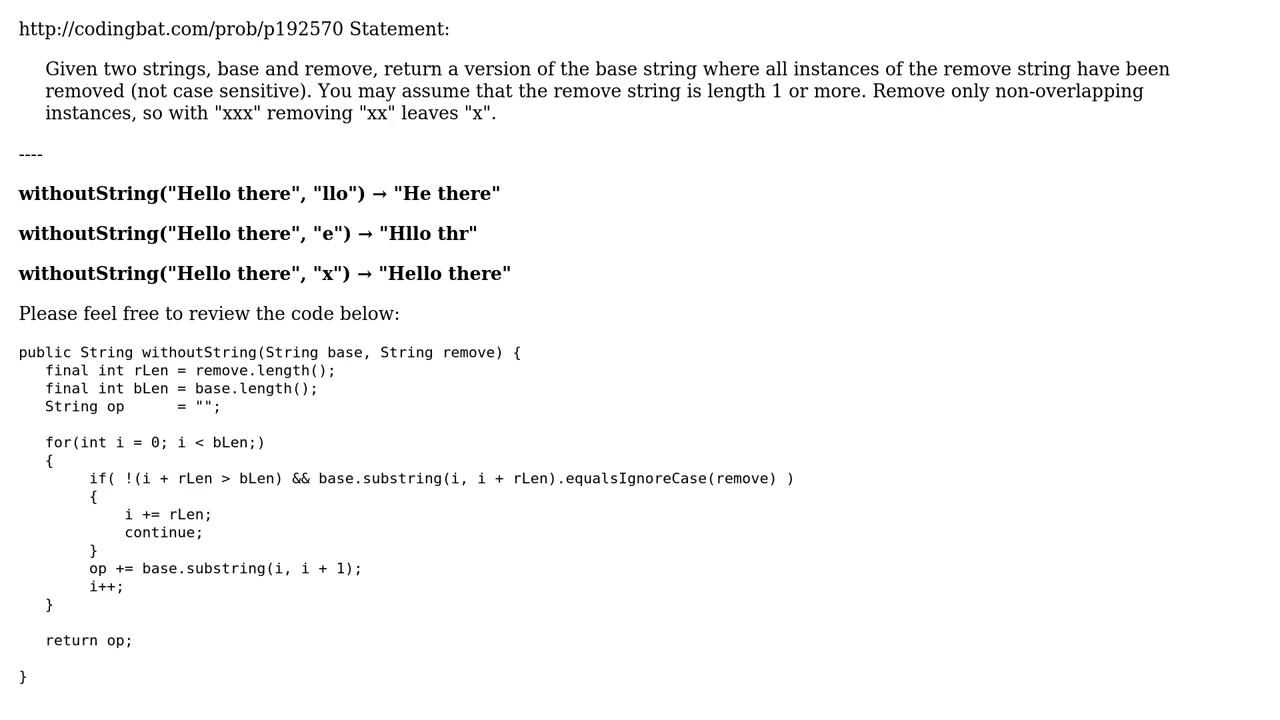 http://codingbat.com/prob/p192570 Statement:
Given two strings, base and remove, return a version of the base string where all instances of the remove string have been
removed (not case sensitive). You may assume that the remove string is length 1 or more. Remove only non-overlapping
instances, so with "xxx" removing "xx" leaves "x".
----
withoutString("Hello there", "llo") → "He there"
withoutString("Hello there", "e") → "Hllo thr"
withoutString("Hello there", "x") → "Hello there"
Please feel free to review the code below:
public String withoutString(String base, String remove) {
   final int rLen = remove.length();
   final int bLen = base.length();
   String op      = "";
   for(int i = 0; i < bLen;)
   {
        if( !(i + rLen > bLen) && base.substring(i, i + rLen).equalsIgnoreCase(remove) )
        {
            i += rLen;
            continue;
        }
        op += base.substring(i, i + 1);
        i++;
   }
   return op;
}